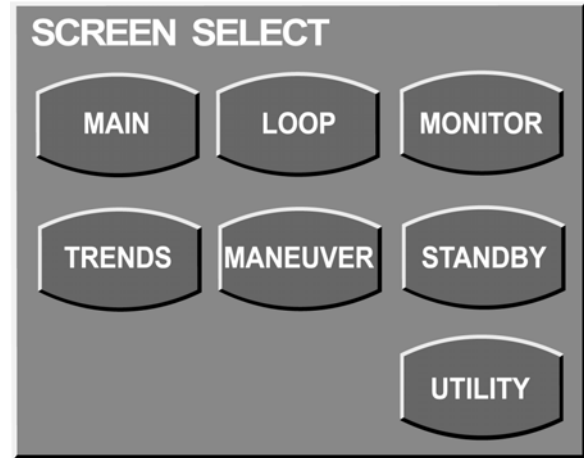 SCREEN SELECT
MAIN LOOP MONITOR
TRENDS MANEUVER STANDBY
UTILITY